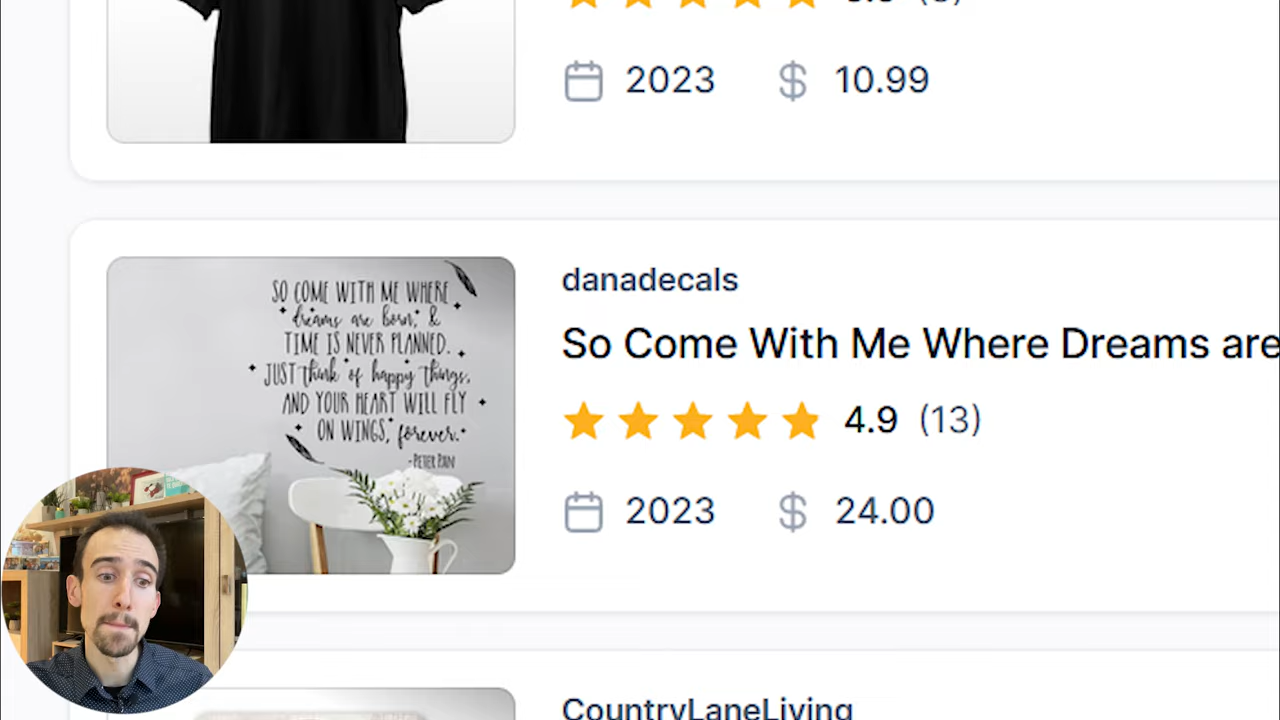 2023
10.99
SO COME WITH ME WHERE
dreams are born, &
TIME IS NEVER PLANNED.
JUST think of happy things,
AND YOUR HEART WILL FLY
ON WINGS, forever.
-PETER PAN
danadecals
So Come With Me Where Dreams are
4.9 (13)
2023
24.00
CountryLaneLiving